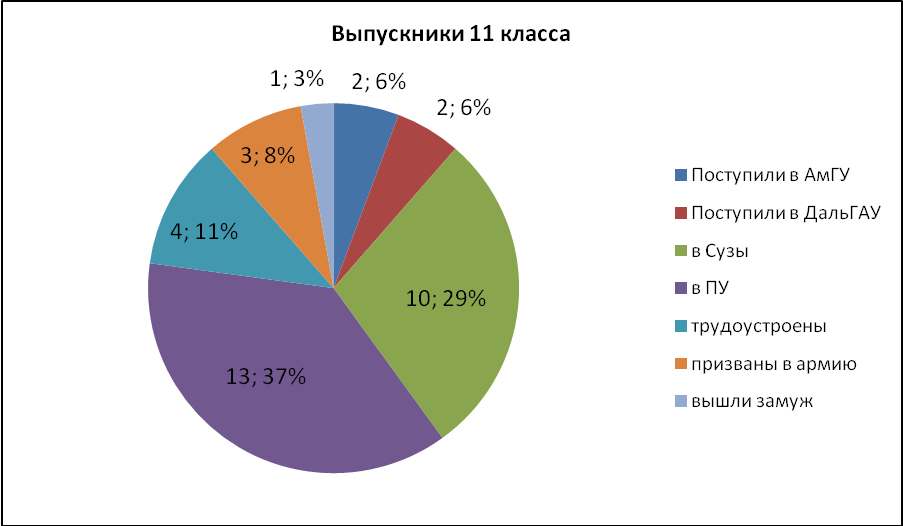 Выпускники 11 класса
1; 3%
2; 6%
2; 6%
3; 8%
4; 11%
10; 29%
13; 37%
Поступили в АмГУ
Поступили в ДальГАУ
в Сузы
в ПУ
трудоустроены
призваны в армию
вышли замуж